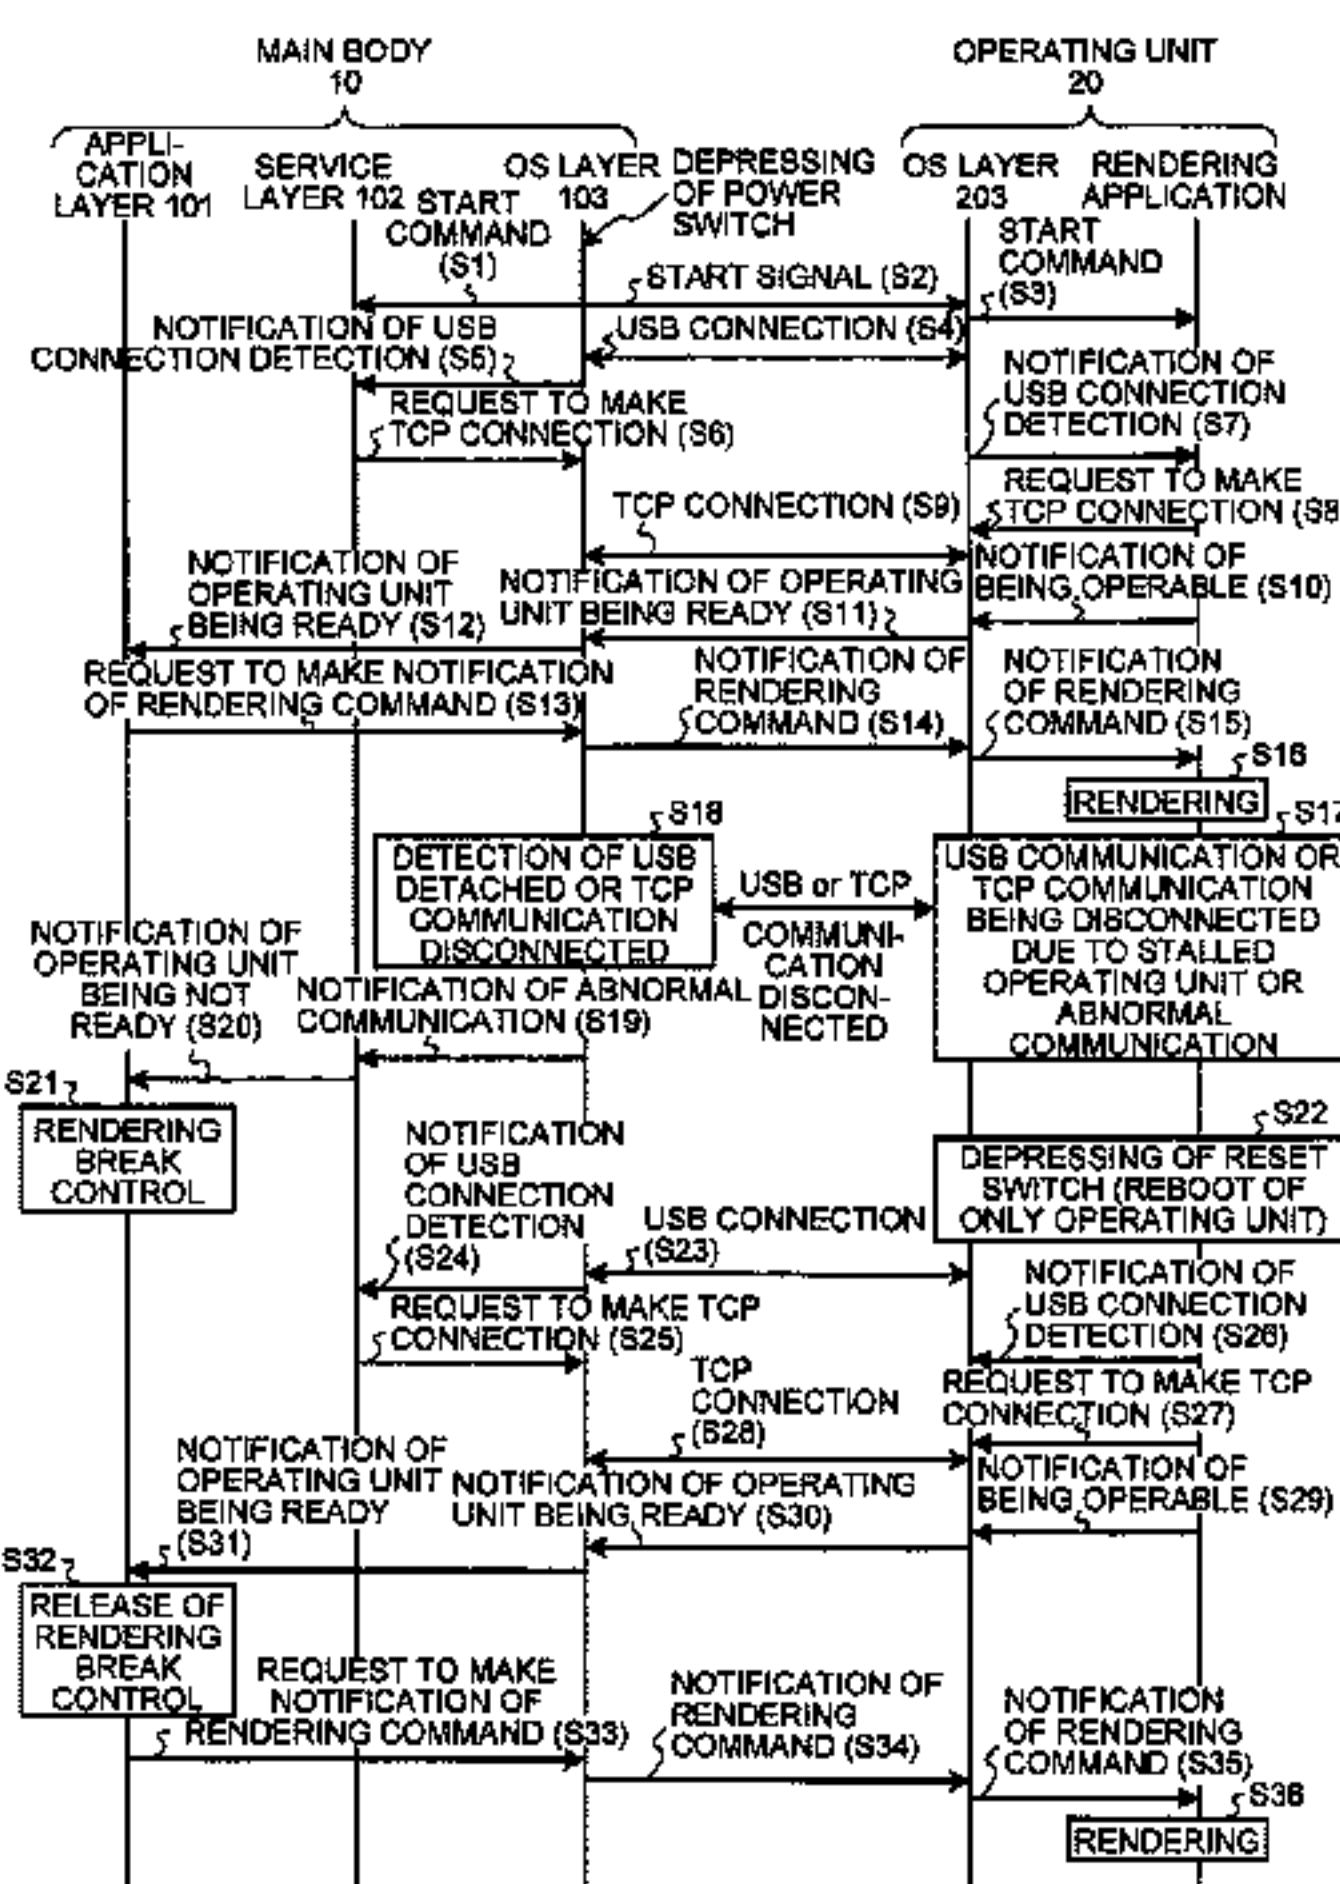 MAIN BODY
10
OPERATING UNIT
20
APPLI-
CATION
LAYER 101
SERVICE
LAYER 102
OS LAYER
103
DEPRESSING
OF POWER
SWITCH
OS LAYER
203
RENDERING
APPLICATION
START
COMMAND
(S1)
START SIGNAL (S2)
START
COMMAND
(S3)
USB CONNECTION (S4)
NOTIFICATION OF USB
CONNECTION DETECTION (S5)
REQUEST TO MAKE
TCP CONNECTION (S6)
NOTIFICATION OF
USB CONNECTION
DETECTION (S7)
REQUEST TO MAKE
TCP CONNECTION (S8
TCP CONNECTION (S9)
NOTIFICATION OF
BEING OPERABLE (S10)
NOTIFICATION OF OPERATING
UNIT BEING READY (S11)
NOTIFICATION OF
OPERATING UNIT
BEING READY (S12)
REQUEST TO MAKE NOTIFICATION
OF RENDERING COMMAND (S13)
NOTIFICATION OF
RENDERING
COMMAND (S14)
NOTIFICATION
OF RENDERING
COMMAND (S15)
S16
RENDERING
S17
USB COMMUNICATION OR
TCP COMMUNICATION
BEING DISCONNECTED
DUE TO STALLED
OPERATING UNIT OR
ABNORMAL
COMMUNICATION
S18
DETECTION OF USB
DETACHED OR TCP
COMMUNICATION
DISCONNECTED
USB or TCP
COMMUNI-
CATION
DISCON-
NECTED
NOTIFICATION OF ABNORMAL
COMMUNICATION (S19)
NOTIFICATION OF
OPERATING UNIT
BEING NOT
READY (S20)
S21
RENDERING
BREAK
CONTROL
S22
DEPRESSING OF RESET
SWITCH (REBOOT OF
ONLY OPERATING UNIT)
USB CONNECTION
(S23)
NOTIFICATION
OF USB
CONNECTION
DETECTION
(S24)
REQUEST TO MAKE TCP
CONNECTION (S25)
NOTIFICATION OF
USB CONNECTION
DETECTION (S26)
REQUEST TO MAKE TCP
CONNECTION (S27)
TCP
CONNECTION
(S28)
NOTIFICATION OF
BEING OPERABLE (S29)
NOTIFICATION OF OPERATING
UNIT BEING READY (S30)
NOTIFICATION OF
OPERATING UNIT
BEING READY
(S31)
S32
RELEASE OF
RENDERING
BREAK
CONTROL
REQUEST TO MAKE
NOTIFICATION OF
RENDERING COMMAND (S33)
NOTIFICATION OF
RENDERING
COMMAND (S34)
NOTIFICATION
OF RENDERING
COMMAND (S35)
S36
RENDERING